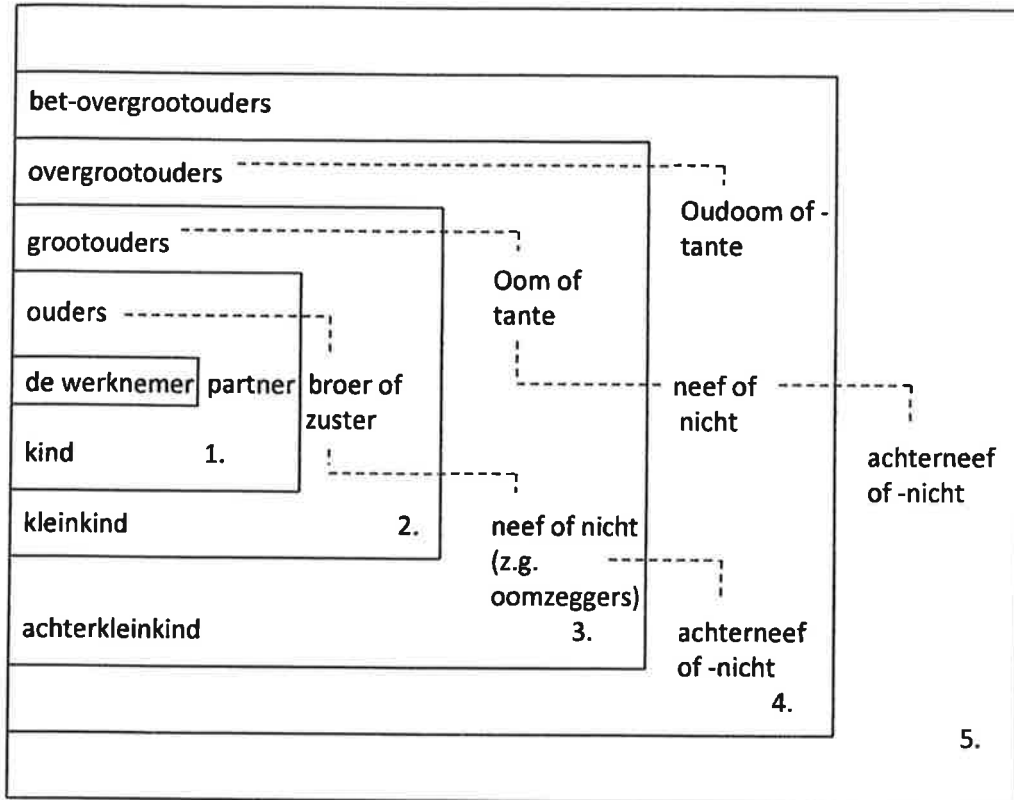 bet-overgrootouders
overgrootouders
Oudoom of -
tante
grootouders
Oom of
tante
ouders
de werknemer partner broer of
zuster
neef of
nicht
kind 1.
achterneef
of -nicht
kleinkind 2.
neef of nicht
(z.g.
oomzeggers)
achterkleinkind 3.
achterneef
of -nicht
4.
5.